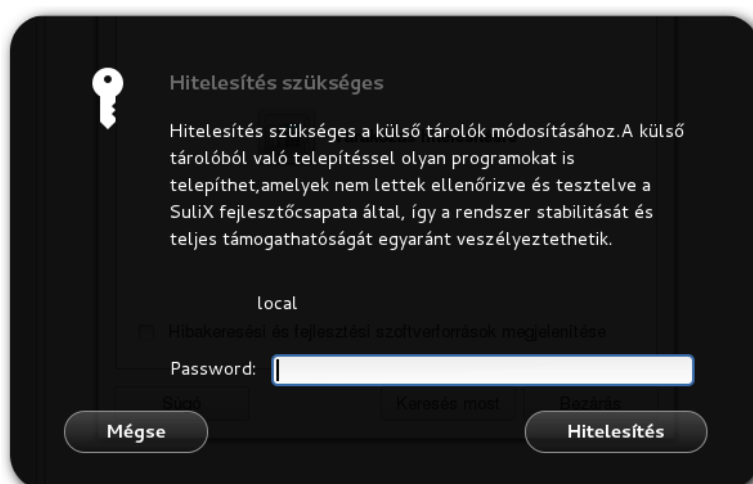 Hitelesítés szükséges
Hitelesítés szükséges a külső tárolók módosításához.A külső
tárolóból való telepítéssel olyan programokat is
telepíthet,amelyek nem lettek ellenőrizve és tesztelve a
SuliX fejlesztőcsapata által, így a rendszer stabilitását és
teljes támogathatóságát egyaránt veszélyeztethetik.
local
Hibakeresési és fejlesztési szoftverforrások megjelenítése
Password:
Súgó Keresés most Bezárás
Mégse Hitelesítés